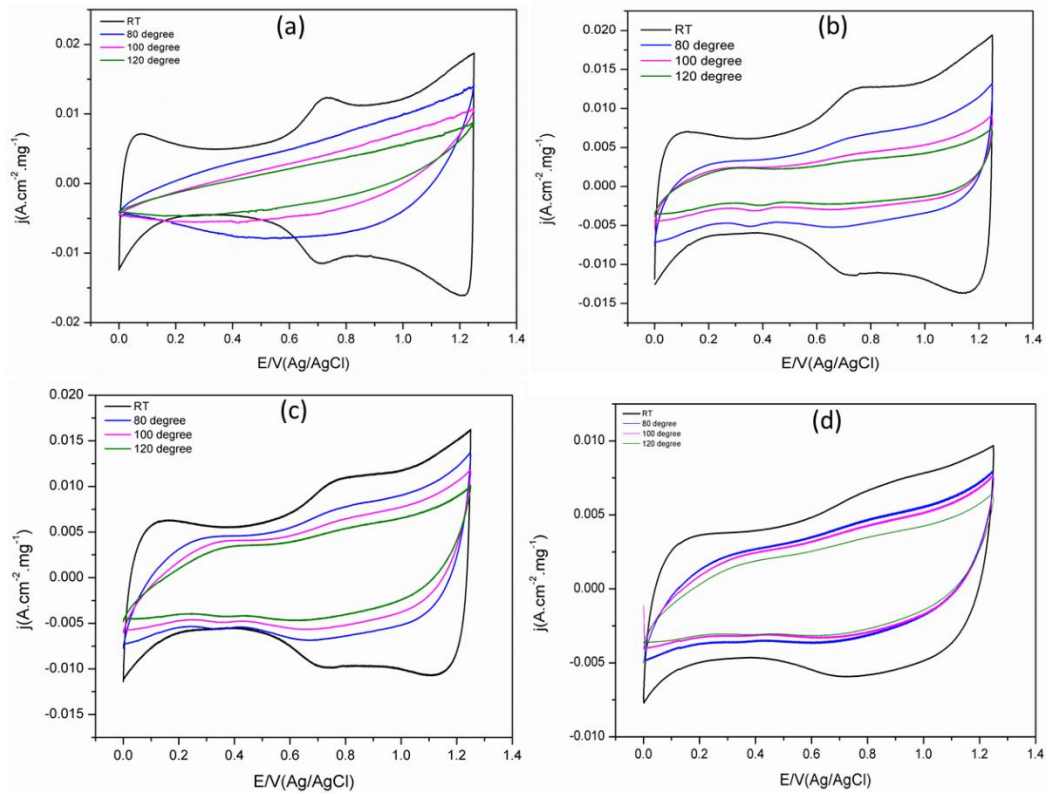 (a)
RT
80 degree
100 degree
120 degree
0.02
0.01
0.00
-0.01
-0.02
j(A.cm-2.mg-1)
0.0 0.2 0.4 0.6 0.8 1.0 1.2 1.4
E/V(Ag/AgCl)
(b)
RT
80 degree
100 degree
120 degree
0.020
0.015
0.010
0.005
0.000
-0.005
-0.010
-0.015
j(A.cm-2.mg-1)
0.0 0.2 0.4 0.6 0.8 1.0 1.2 1.4
E/V(Ag/AgCl)
(c)
RT
80 degree
100 degree
120 degree
0.020
0.015
0.010
0.005
0.000
-0.005
-0.010
-0.015
j(A.cm-2.mg-1)
0.0 0.2 0.4 0.6 0.8 1.0 1.2 1.4
E/V(Ag/AgCl)
(d)
RT
80 degree
100 degree
120 degree
0.010
0.005
0.000
-0.005
-0.010
j(A.cm-2.mg-1)
0.0 0.2 0.4 0.6 0.8 1.0 1.2 1.4
E/V(Ag/AgCl)